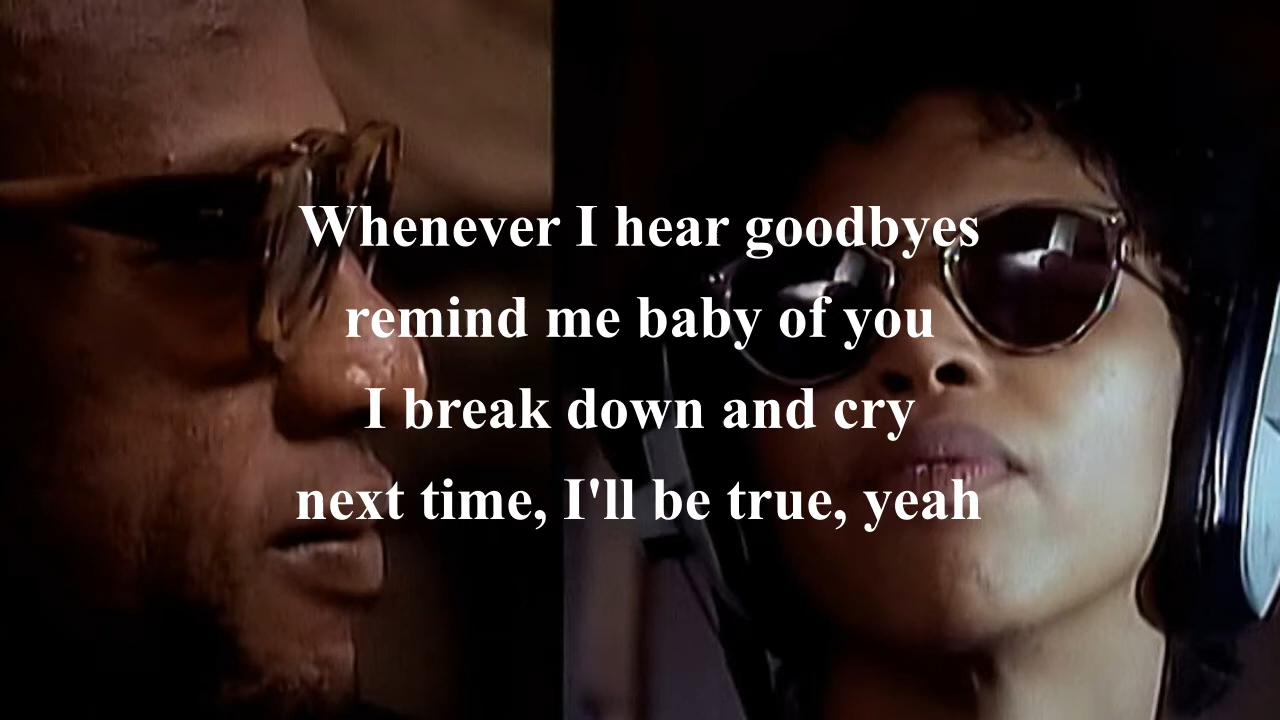 Whenever I hear goodbyes
remind me baby of you
I break down and cry
next time, I'll be true, yeah